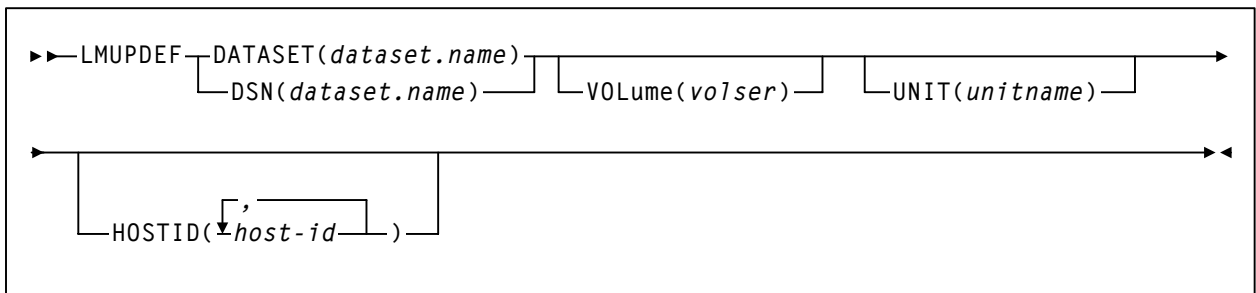 LMUPDEF DATASET(dataset.name)
DSN(dataset.name) VOLume(volser) UNIT(unitname)
,
HOSTID( host-id )